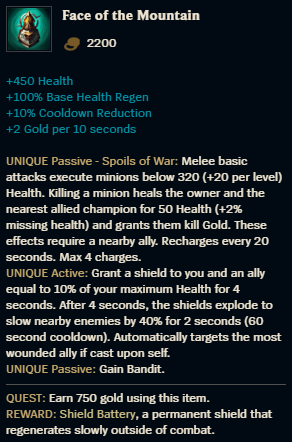 Face of the Mountain
2200
+450 Health
+100% Base Health Regen
+10% Cooldown Reduction
+2 Gold per 10 seconds
UNIQUE Passive - Spoils of War: Melee basic
attacks execute minions below 320 (+20 per level)
Health. Killing a minion heals the owner and the
nearest allied champion for 50 Health (+2%
missing health) and grants them kill Gold. These
effects require a nearby ally. Recharges every 20
seconds. Max 4 charges.
UNIQUE Active: Grant a shield to you and an ally
equal to 10% of your maximum Health for 4
seconds. After 4 seconds, the shields explode to
slow nearby enemies by 40% for 2 seconds (60
second cooldown). Automatically targets the most
wounded ally if cast upon self.
UNIQUE Passive: Gain Bandit.
QUEST: Earn 750 gold using this item.
REWARD: Shield Battery, a permanent shield that
regenerates slowly outside of combat.